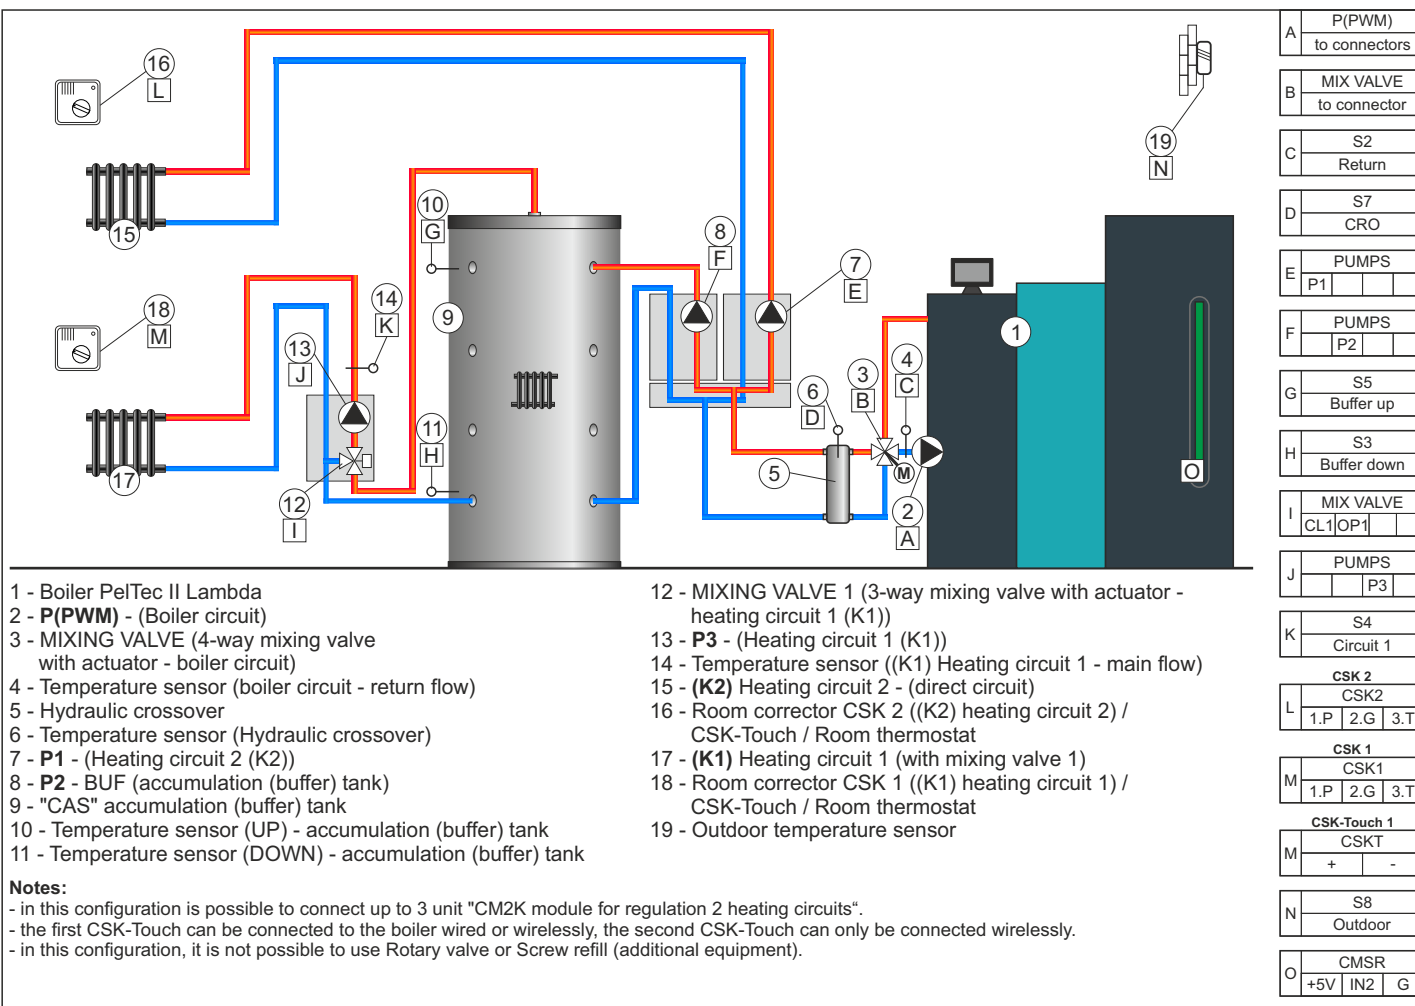 16
L
15
18
M
17
14
K
13
J
12
I
10
G
9
11
H
8
F
7
E
6
D
5
3
B
4
C
M
2
A
1
19
N
O
1 - Boiler PelTec II Lambda
2 - P(PWM) - (Boiler circuit)
3 - MIXING VALVE (4-way mixing valve
with actuator - boiler circuit)
4 - Temperature sensor (boiler circuit - return flow)
5 - Hydraulic crossover
6 - Temperature sensor (Hydraulic crossover)
7 - P1 - (Heating circuit 2 (K2))
8 - P2 - BUF (accumulation (buffer) tank)
9 - "CAS" accumulation (buffer) tank
10 - Temperature sensor (UP) - accumulation (buffer) tank
11 - Temperature sensor (DOWN) - accumulation (buffer) tank
12 - MIXING VALVE 1 (3-way mixing valve with actuator -
heating circuit 1 (K1))
13 - P3 - (Heating circuit 1 (K1))
14 - Temperature sensor ((K1) Heating circuit 1 - main flow)
15 - (K2) Heating circuit 2 - (direct circuit)
16 - Room corrector CSK 2 ((K2) heating circuit 2) /
CSK-Touch / Room thermostat
17 - (K1) Heating circuit 1 (with mixing valve 1)
18 - Room corrector CSK 1 ((K1) heating circuit 1) /
CSK-Touch / Room thermostat
19 - Outdoor temperature sensor
Notes:
- in this configuration is possible to connect up to 3 unit "CM2K module for regulation 2 heating circuits“.
- the first CSK-Touch can be connected to the boiler wired or wirelessly, the second CSK-Touch can only be connected wirelessly.
- in this configuration, it is not possible to use Rotary valve or Screw refill (additional equipment).
A
P(PWM)
to connectors
B
MIX VALVE
to connector
C
S2
Return
D
S7
CRO
E
PUMPS
P1
F
PUMPS
P2
G
S5
Buffer up
H
S3
Buffer down
I
MIX VALVE
CL1 OP1
J
PUMPS
P3
K
S4
Circuit 1
CSK 2
L
CSK2
1.P 2.G 3.T
CSK 1
M
CSK1
1.P 2.G 3.T
CSK-Touch 1
M
CSKT
+ -
N
S8
Outdoor
O
CMSR
+5V IN2 G